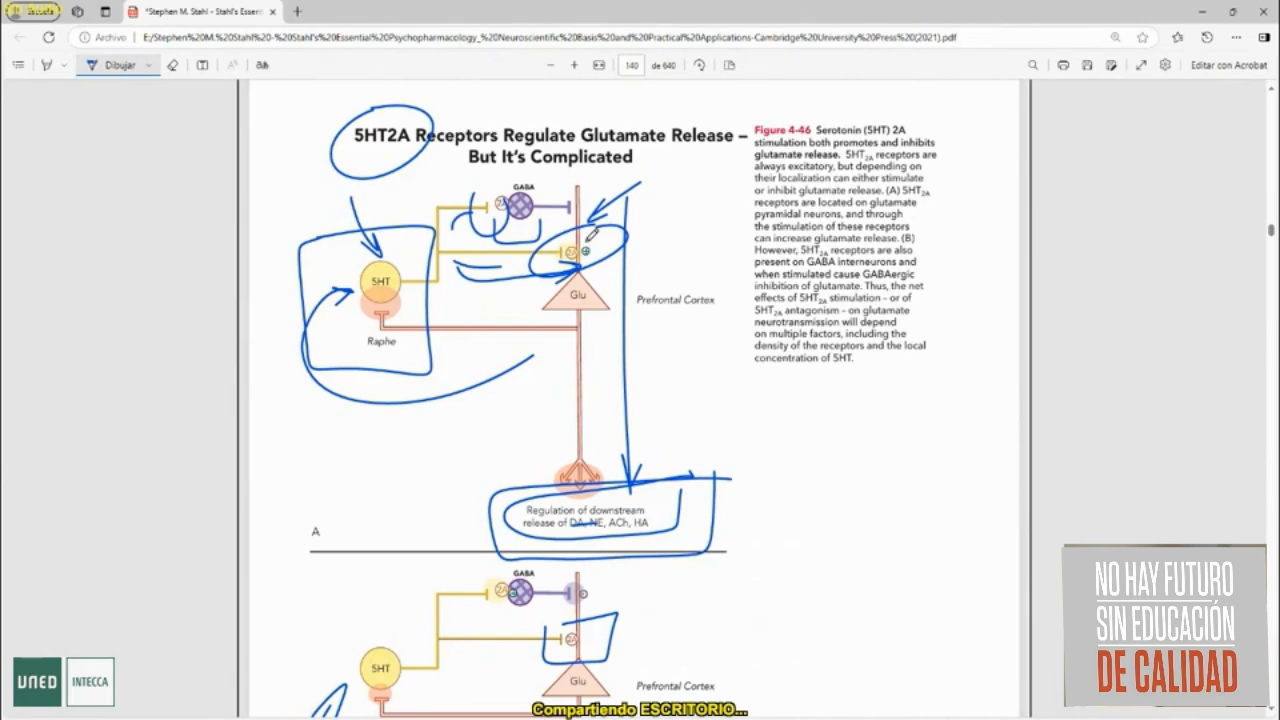 *Stephen M. Stahl - Stahl's Essen
Archivo
E:/Stephen%20M.%20Stahl%20-%20Stahl's%20Essential%20Psychopharmacology_%20Neuroscientific%20Basis%20and%20Practical%20Applications-Cambridge%20University%20Press%20(2021).pdf
Dibujar
140 de 640
Editar con Acrobat
5HT2A Receptors Regulate Glutamate Release –
But It's Complicated
Figure 4-46 Serotonin (5HT) 2A
stimulation both promotes and inhibits
glutamate release. 5HT2A receptors are
always excitatory, but depending on
their localization can either stimulate
or inhibit glutamate release. (A) 5HT2A
receptors are located on glutamate
pyramidal neurons, and through
the stimulation of these receptors
can increase glutamate release. (B)
However, 5HT2A receptors are also
present on GABA interneurons and
when stimulated cause GABAergic
inhibition of glutamate. Thus, the net
effects of 5HT2A stimulation - or of
5HT2A antagonism - on glutamate
neurotransmission will depend
on multiple factors, including the
density of the receptors and the local
concentration of 5HT.
GABA
2A
2A
5HT
Glu
Prefrontal Cortex
Raphe
Regulation of downstream
release of DA, NE, ACh, HA
A
GABA
2A
2A
5HT
Glu
Prefrontal Cortex
NO HAY FUTURO
SIN EDUCACIÓN
DE CALIDAD
UNED
INTECCA
Compartiendo ESCRITORIO...